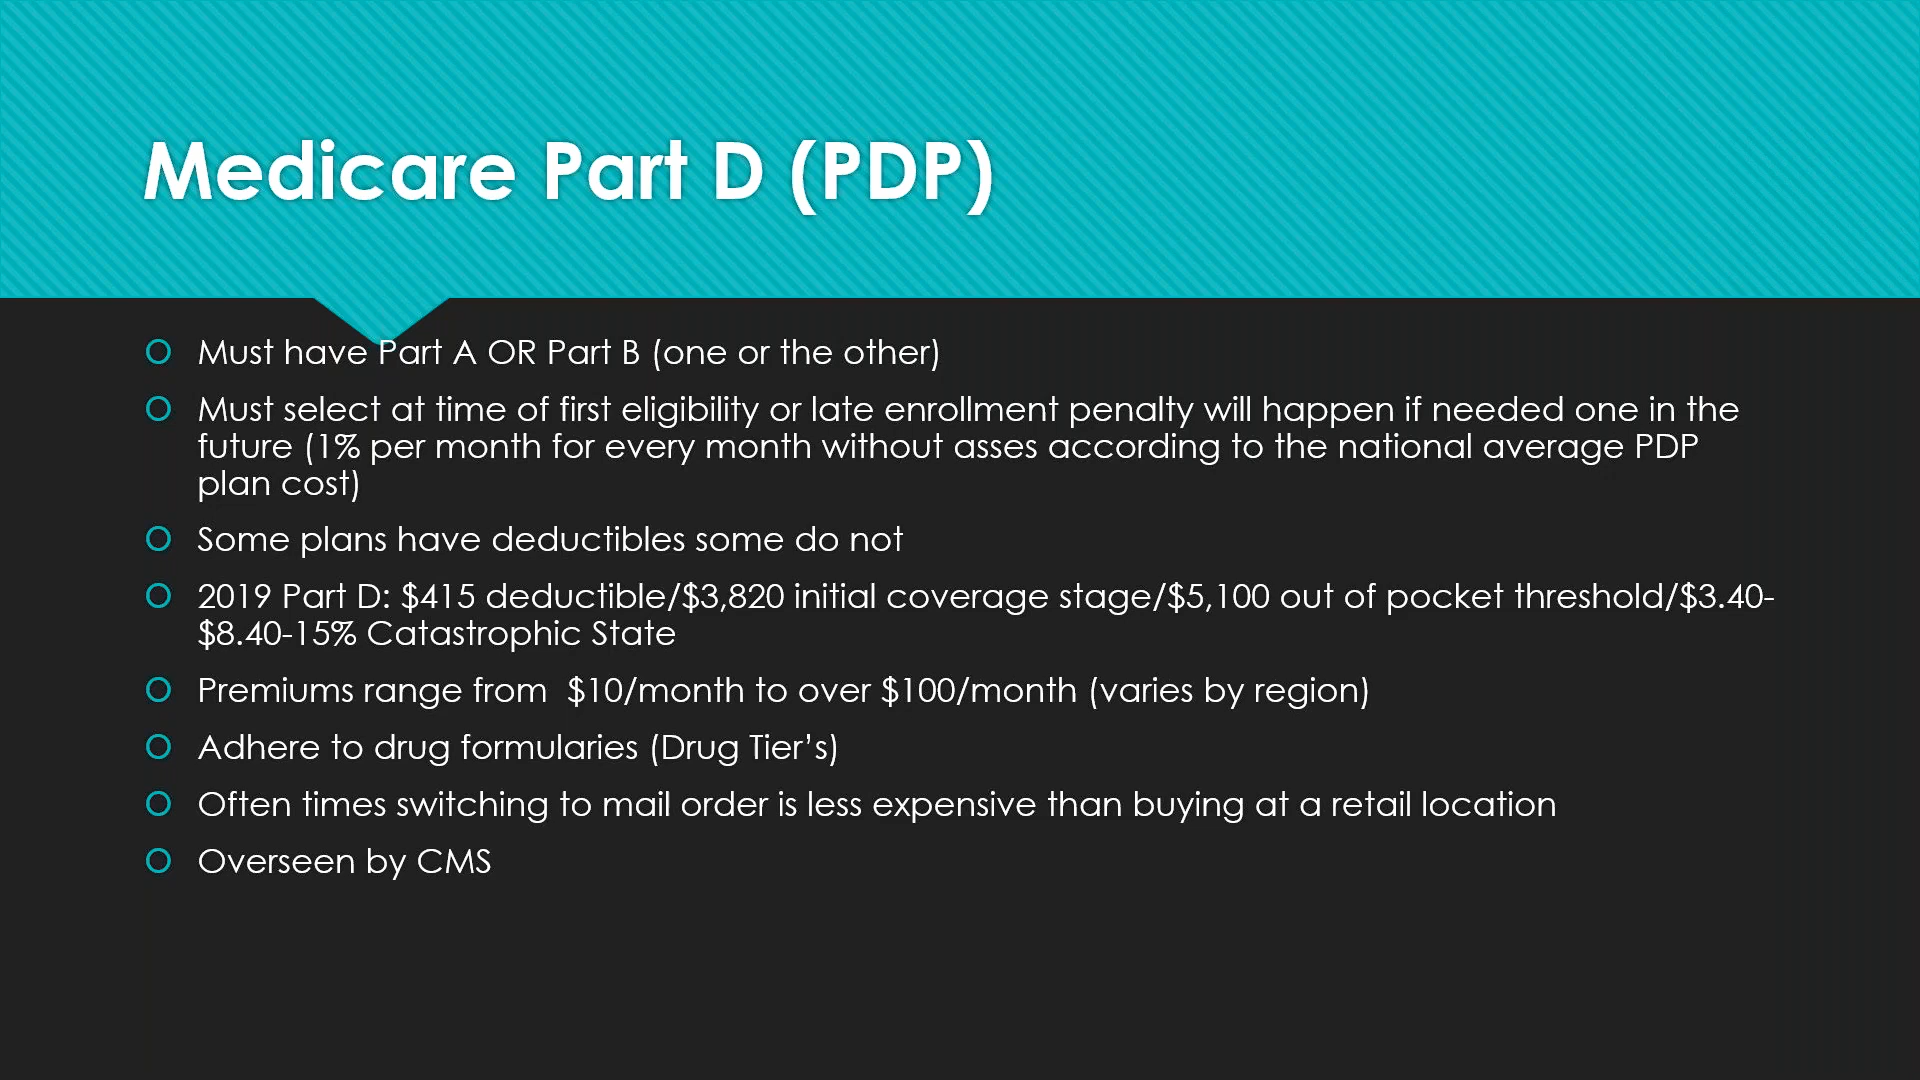 Medicare Part D (PDP)
Must have Part A OR Part B (one or the other)
Must select at time of first eligibility or late enrollment penalty will happen if needed one in the
future (1% per month for every month without asses according to the national average PDP
plan cost)
Some plans have deductibles some do not
2019 Part D: $415 deductible/$3,820 initial coverage stage/$5,100 out of pocket threshold/$3.40-
$8.40-15% Catastrophic State
Premiums range from  $10/month to over $100/month (varies by region)
Adhere to drug formularies (Drug Tier’s)
Often times switching to mail order is less expensive than buying at a retail location
Overseen by CMS